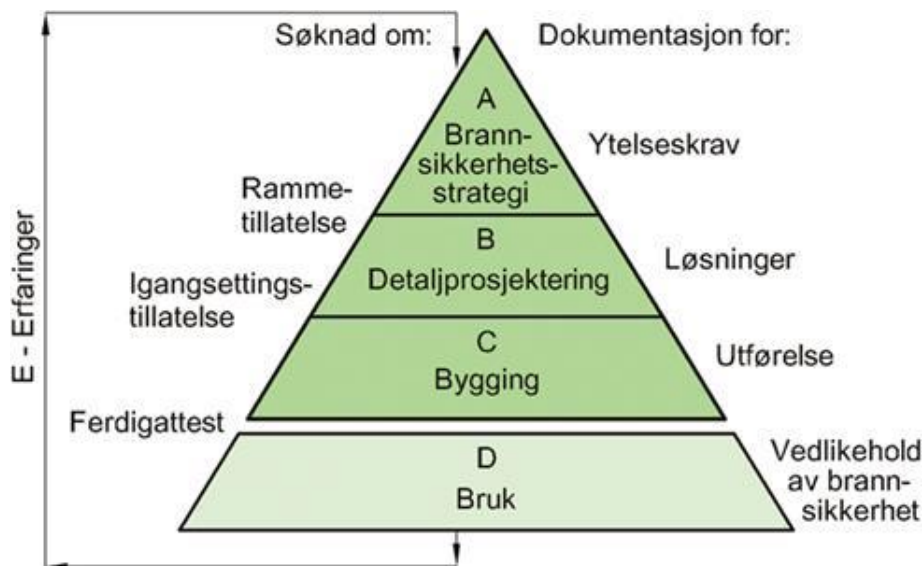 Søknad om:
Dokumentasjon for:
A
Brann-
sikkerhets-
strategi
Ytelseskrav
Ramme-
tillatelse
B
Detaljprosjektering
Løsninger
Igangsettings-
tillatelse
C
Bygging
Utførelse
Ferdigattest
D
Bruk
Vedlikehold
av brann-
sikkerhet
E - Erfaringer